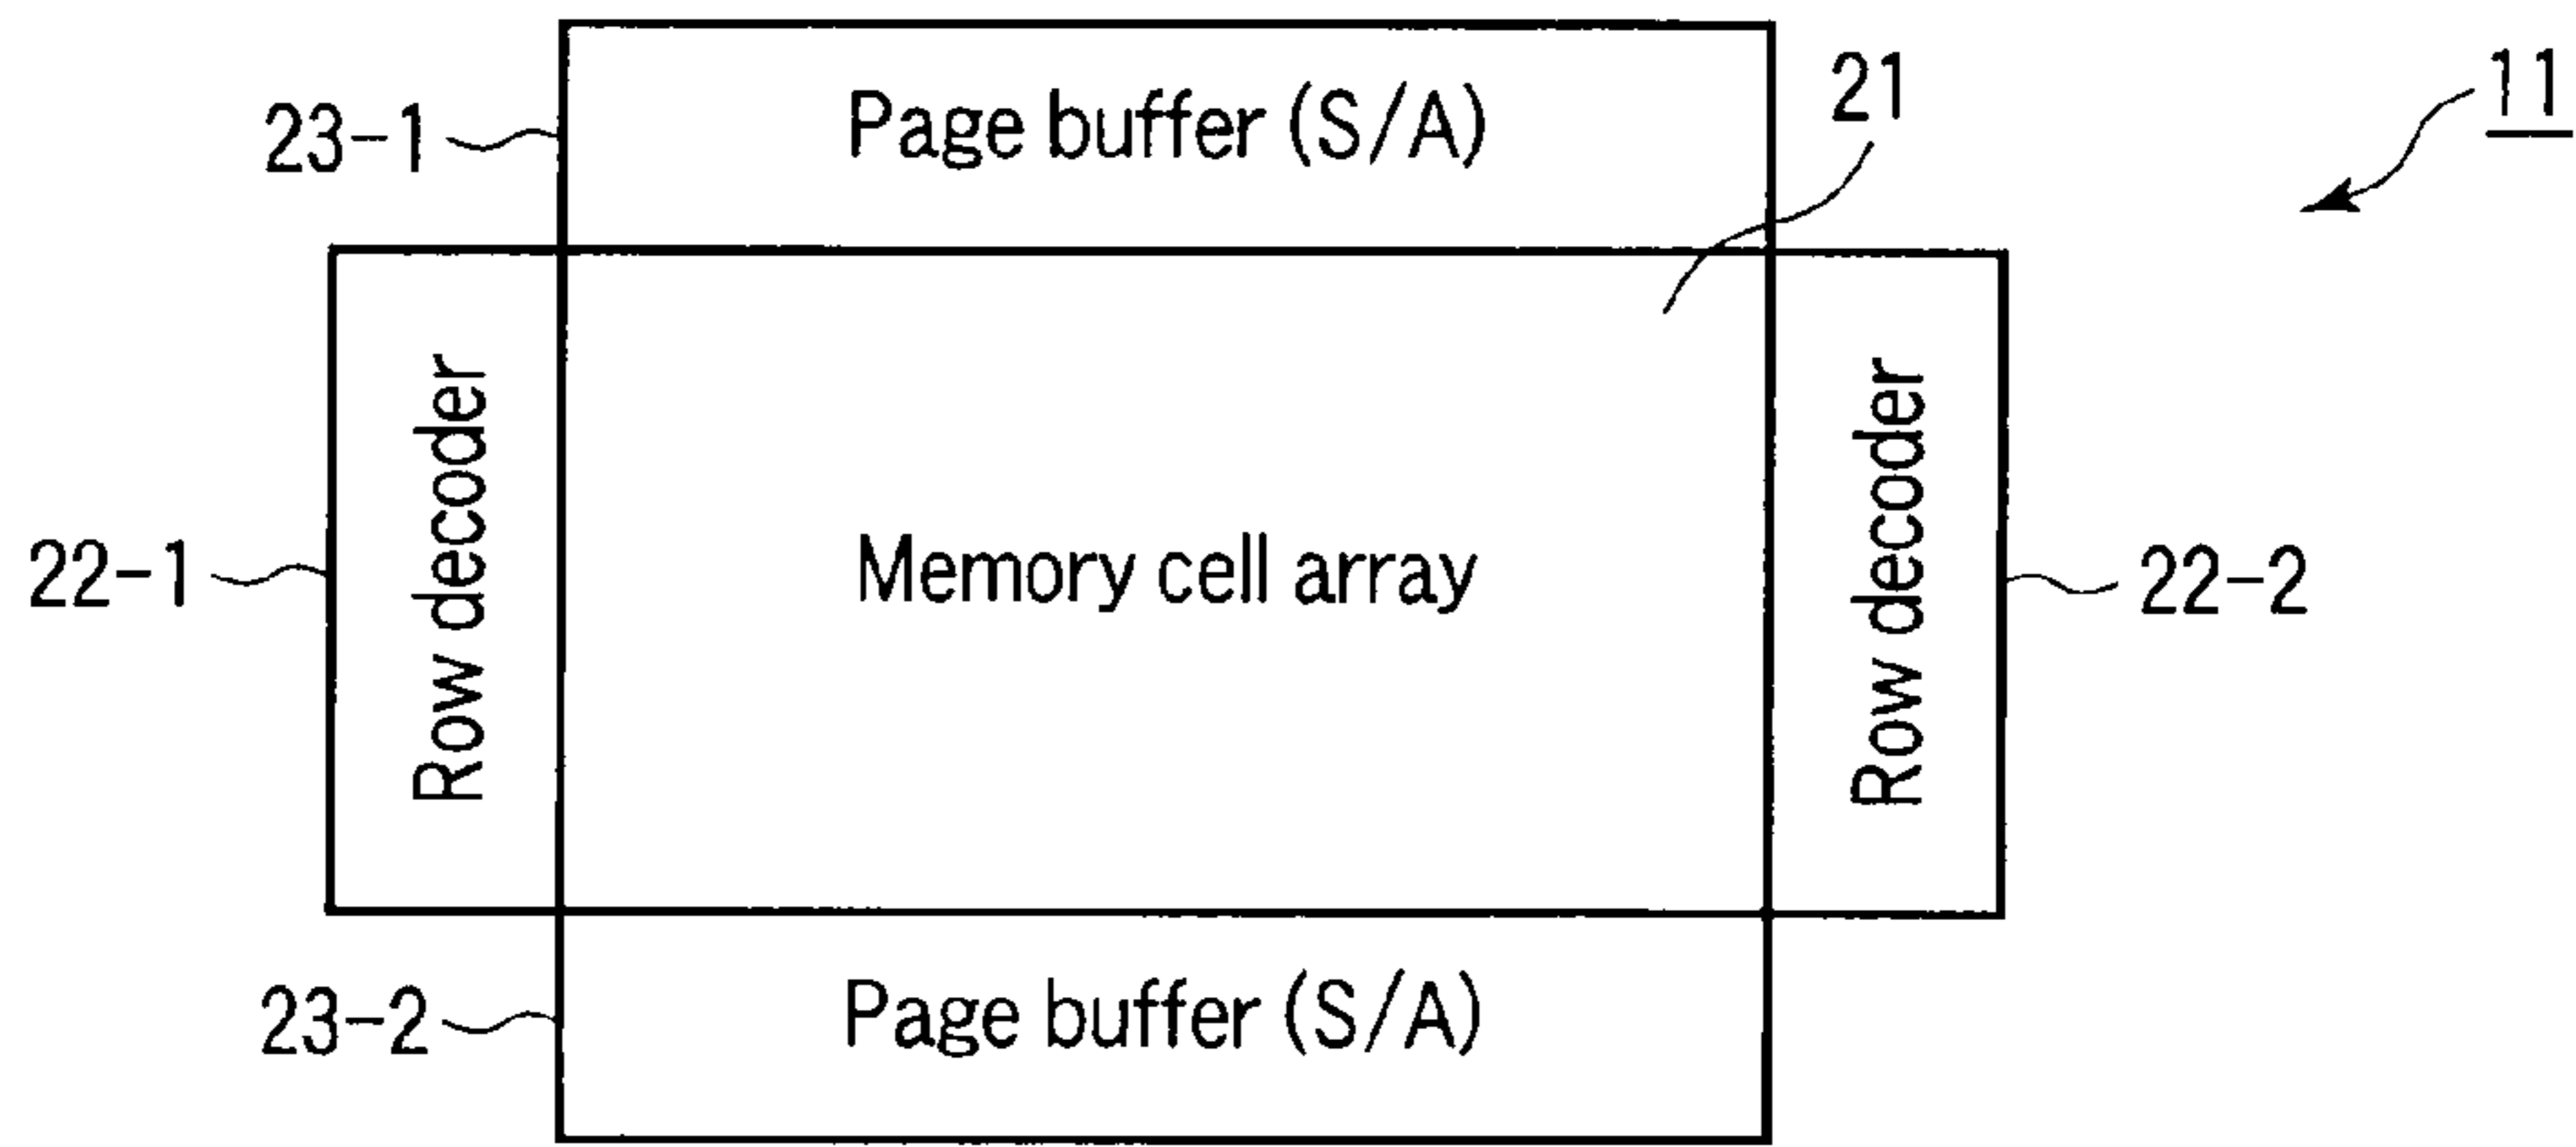 11
21
23-1
Page buffer (S/A)
22-1
Row decoder
Memory cell array
Row decoder
22-2
23-2
Page buffer (S/A)